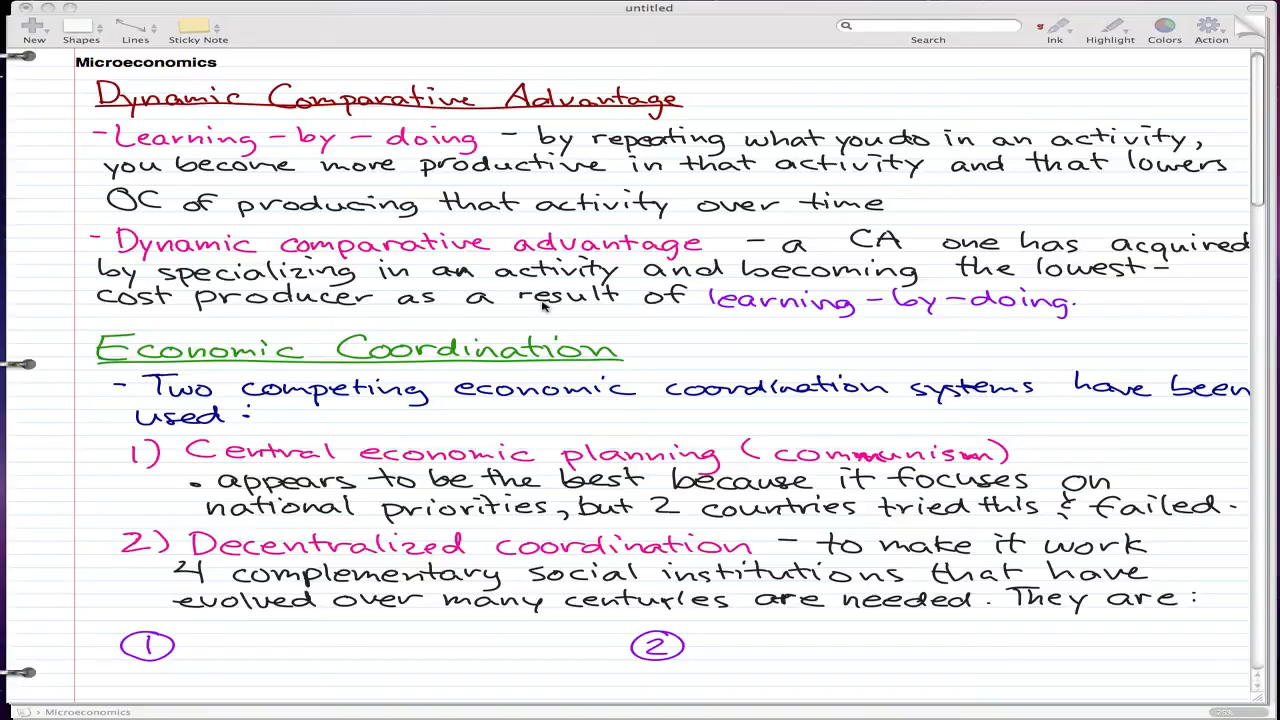 untitled
New Shapes Lines Sticky Note Search Ink Highlight Colors Action
Microeconomics
Dynamic Comparative Advantage
- Learning - by - doing - by repeating what you do in an activity,
you become more productive in that activity and that lowers
OC of producing that activity over time
- Dynamic comparative advantage - a CA one has acquired
by specializing in an activity and becoming the lowest-
cost producer as a result of learning-by-doing.
Economic Coordination
- Two competing economic coordination systems have been
used :
1) Central economic planning (communism)
• appears to be the best because it focuses on
national priorities, but 2 countries tried this & failed.
2) Decentralized coordination - to make it work
4 complementary social institutions that have
evolved over many centuries are needed. They are :
1 2
› Microeconomics